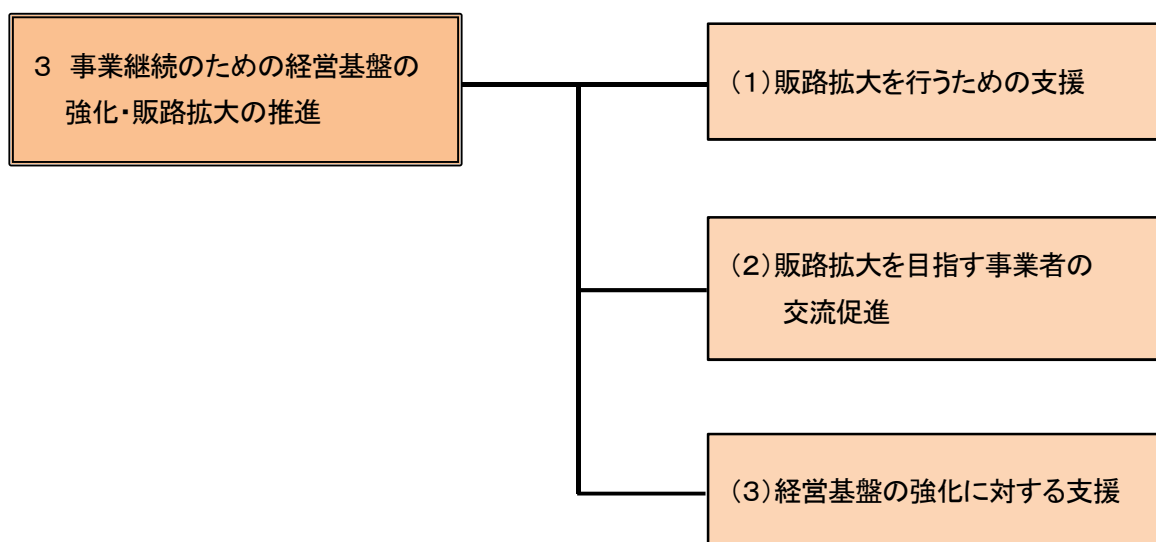 ３　事業継続のための経営基盤の
強化・販路拡大の推進
（１）販路拡大を行うための支援
（２）販路拡大を目指す事業者の
交流促進
（３）経営基盤の強化に対する支援